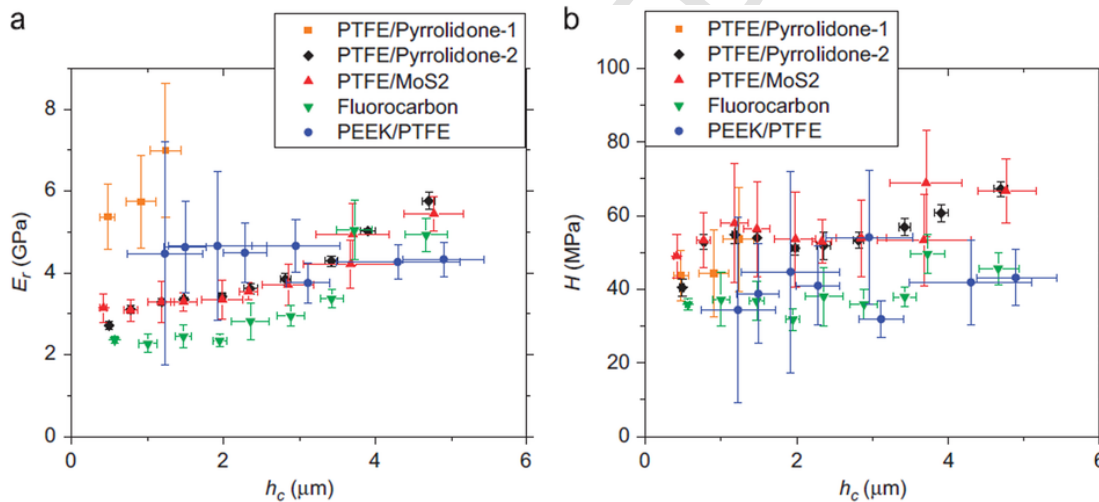 a
PTFE/Pyrrolidone-1
PTFE/Pyrrolidone-2
PTFE/MoS2
Fluorocarbon
PEEK/PTFE
8
6
4
2
0
Er (GPa)
0 2 4 6
hc (μm)
b
PTFE/Pyrrolidone-1
PTFE/Pyrrolidone-2
PTFE/MoS2
Fluorocarbon
PEEK/PTFE
100
80
60
40
20
0
H (MPa)
0 2 4 6
hc (μm)